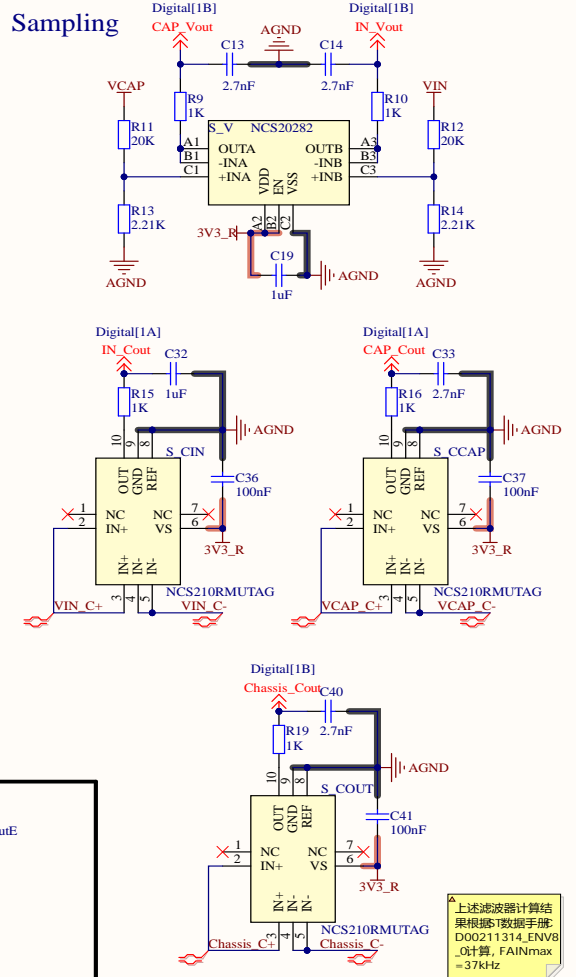 Sampling
Digital[1B]
CAP_Vout
AGND
Digital[1B]
IN_Vout
C13
2.7nF
C14
2.7nF
VCAP
VIN
R9
1K
R10
1K
R11
20K
R12
20K
S_V NCS20282
A1 OUTA OUTB A3
B1 -INA -INB B3
C1 +INA +INB C3
VDD EN VSS
A2 B2 C2
R13
2.21K
R14
2.21K
3V3_R
C19
1uF
AGND
AGND
AGND
Digital[1A]
IN_Cout
C32
1uF
R15
1K
AGND
10 9 8
S_CIN
OUT GND REF
C36
100nF
1 NC NC 7
2 IN+ VS 6
3V3_R
IN+ IN- IN-
3 4 5
NCS210RMUTAG
VIN_C+ VIN_C-
Digital[1A]
CAP_Cout
C33
2.7nF
R16
1K
AGND
10 9 8
S_CCAP
OUT GND REF
C37
100nF
1 NC NC 7
2 IN+ VS 6
3V3_R
IN+ IN- IN-
3 4 5
NCS210RMUTAG
VCAP_C+ VCAP_C-
Digital[1B]
Chassis_Cout
C40
2.7nF
R19
1K
AGND
10 9 8
S_COUT
OUT GND REF
C41
100nF
1 NC NC 7
2 IN+ VS 6
3V3_R
IN+ IN- IN-
3 4 5
NCS210RMUTAG
Chassis_C+ Chassis_C-
utE
上述滤波器计算结
果根据ST数据手册C
D00211314_ENV8
_0计算, FAINmax
=37kHz